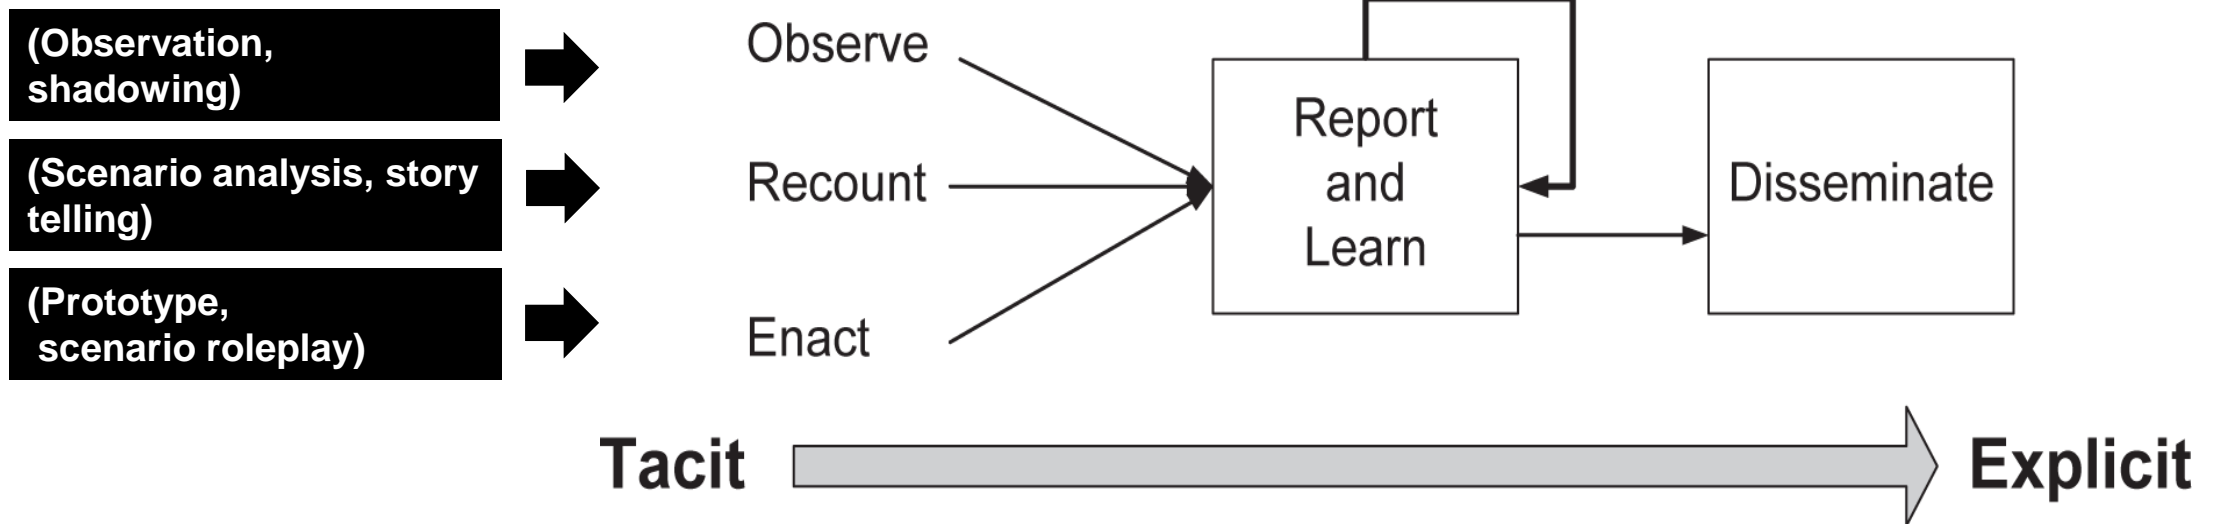 (Observation,
shadowing)
Observe
(Scenario analysis, story
telling)
Recount
(Prototype,
scenario roleplay)
Enact
Report
and
Learn
Disseminate
Tacit
Explicit